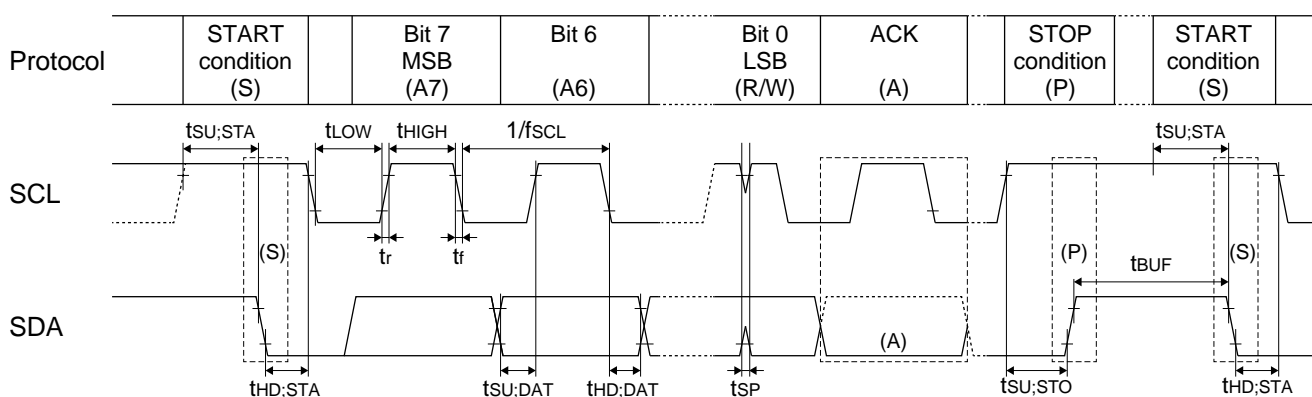 Protocol
START
condition
(S)
Bit 7
MSB
(A7)
Bit 6
(A6)
Bit 0
LSB
(R/W)
ACK
(A)
STOP
condition
(P)
START
condition
(S)
tSU;STA
tLOW
tHIGH
1/fSCL
tSU;STA
SCL
(S)
tr
tf
(P)
(S)
tBUF
SDA
(A)
tHD;STA
tSU;DAT
tHD;DAT
tSP
tSU;STO
tHD;STA